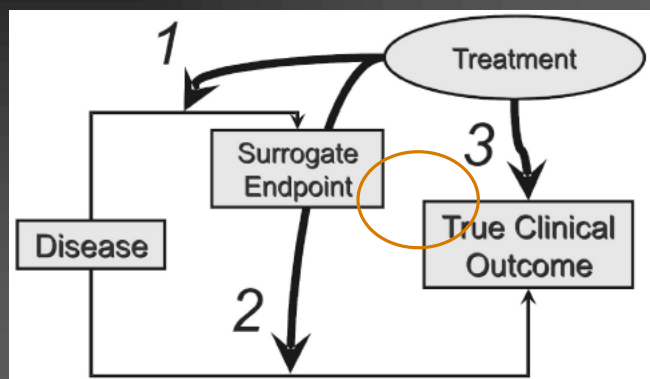 1
Treatment
Surrogate
Endpoint
3
True Clinical
Outcome
Disease
2